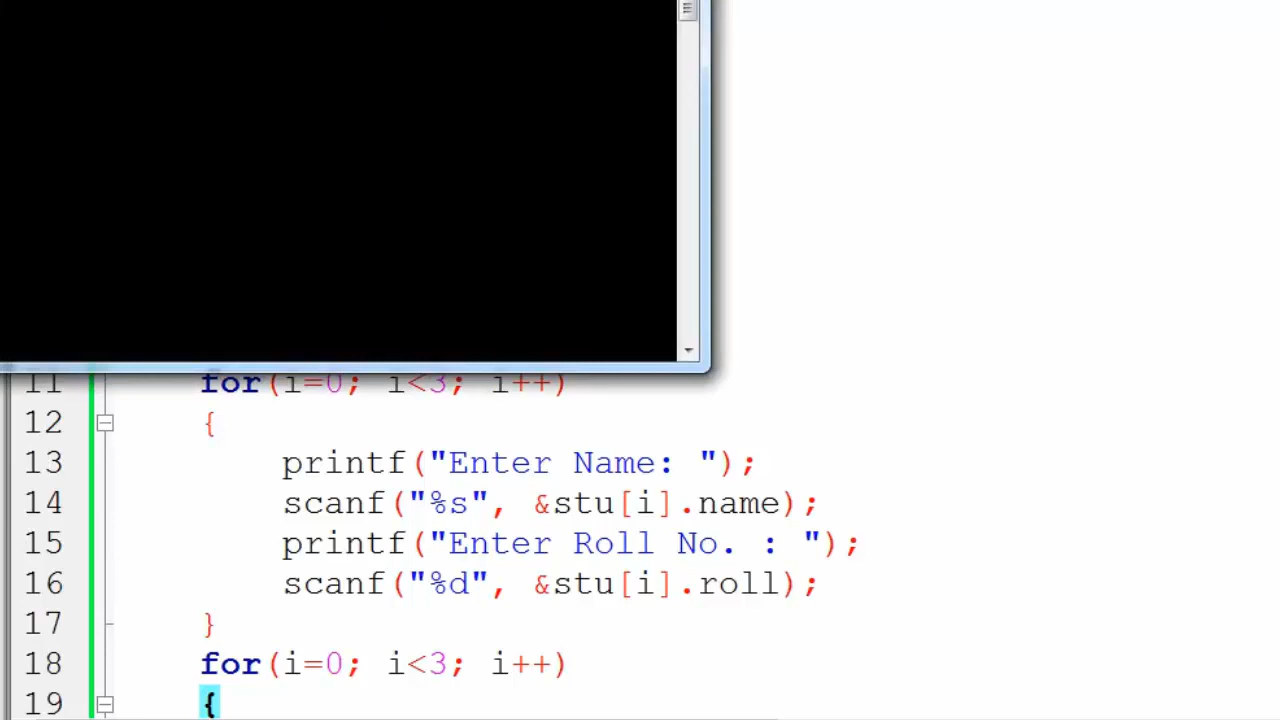 11 for(i=0; i<3; i++)
12 {
13 printf("Enter Name: ");
14 scanf("%s", &stu[i].name);
15 printf("Enter Roll No. : ");
16 scanf("%d", &stu[i].roll);
17 }
18 for(i=0; i<3; i++)
19 {